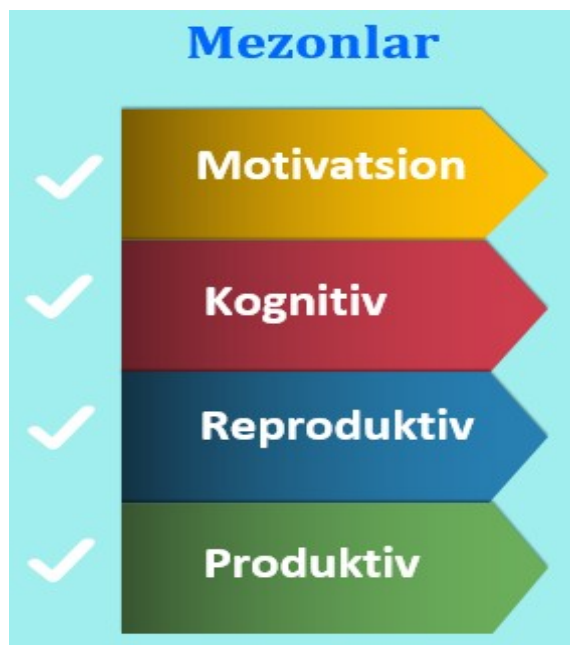 Mezonlar
Motivatsion
Kognitiv
Reproduktiv
Produktiv